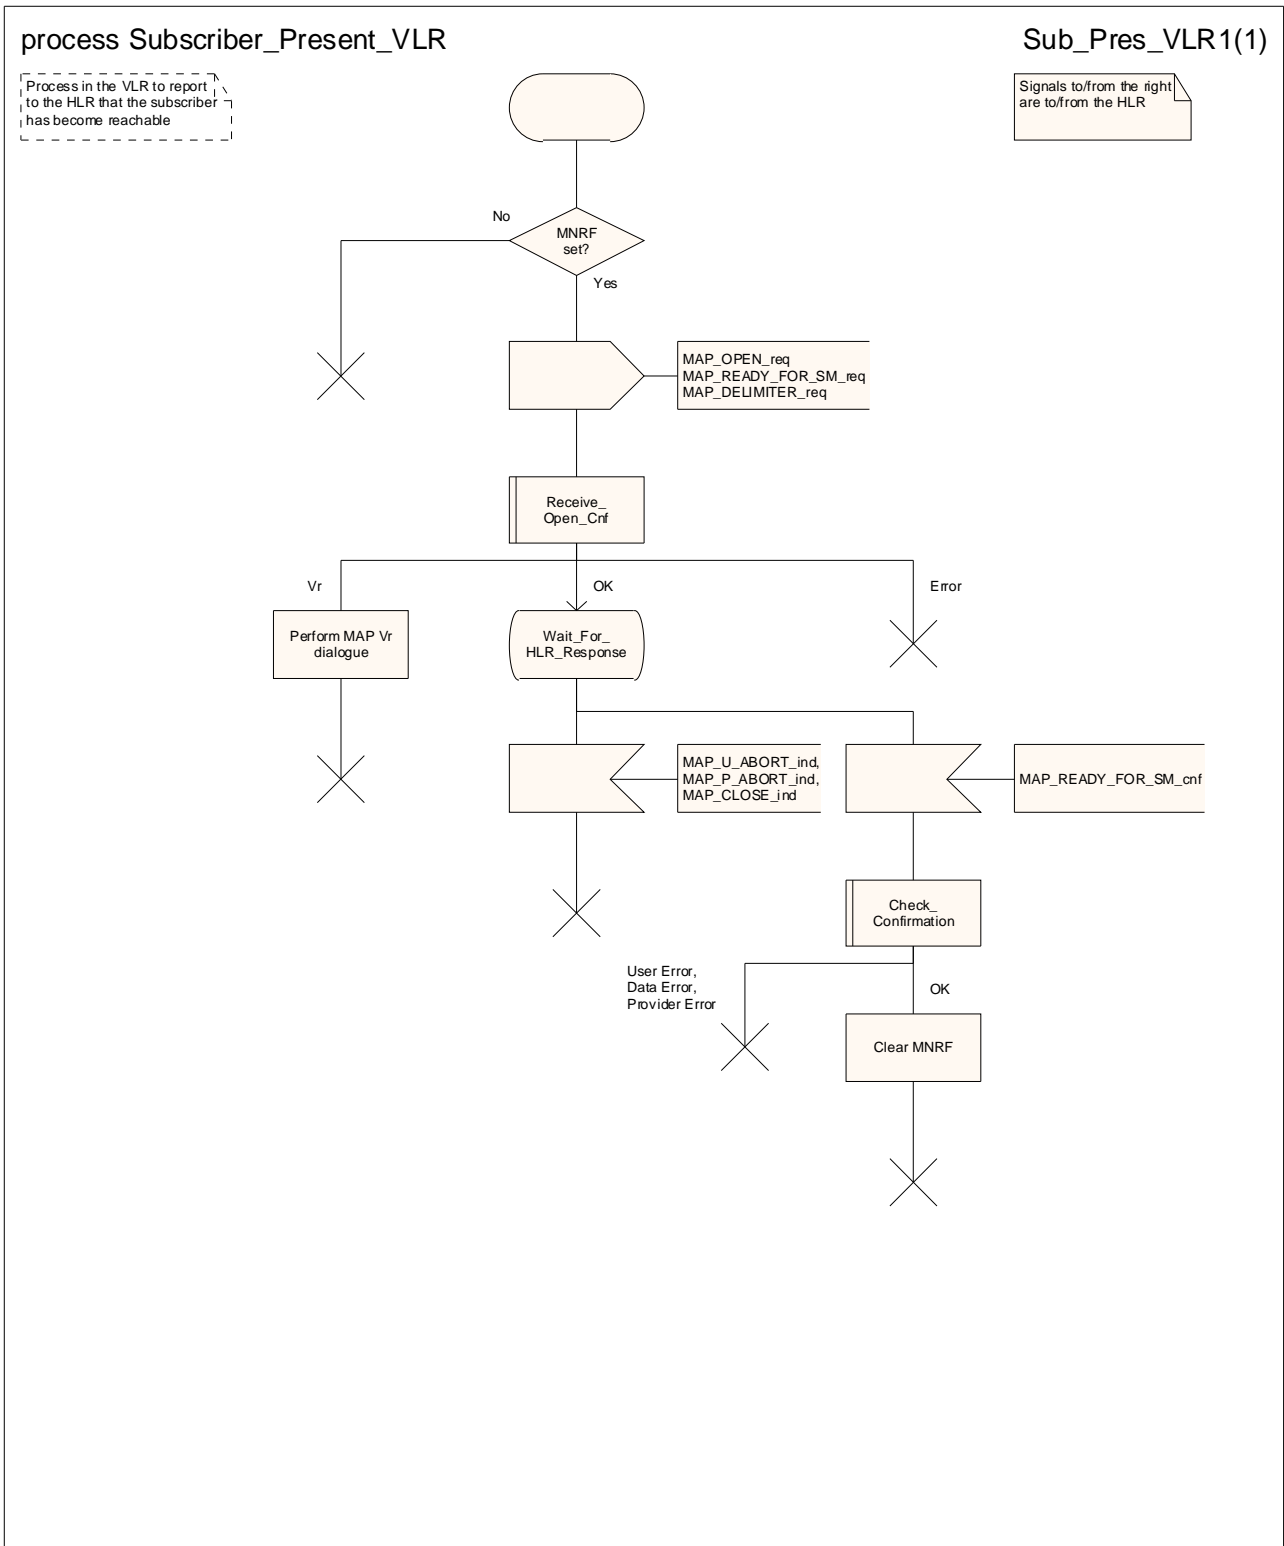 process Subscriber_Present_VLR
Sub_Pres_VLR1(1)
Process in the VLR to report
to the HLR that the subscriber
has become reachable
Signals to/from the right
are to/from the HLR
No
MNRF
set?
Yes
MAP_OPEN_req
MAP_READY_FOR_SM_req
MAP_DELIMITER_req
Receive_
Open_Cnf
Vr
OK
Error
Perform MAP Vr
dialogue
Wait_For_
HLR_Response
MAP_U_ABORT_ind,
MAP_P_ABORT_ind,
MAP_CLOSE_ind
MAP_READY_FOR_SM_cnf
Check_
Confirmation
User Error,
Data Error,
Provider Error
OK
Clear MNRF